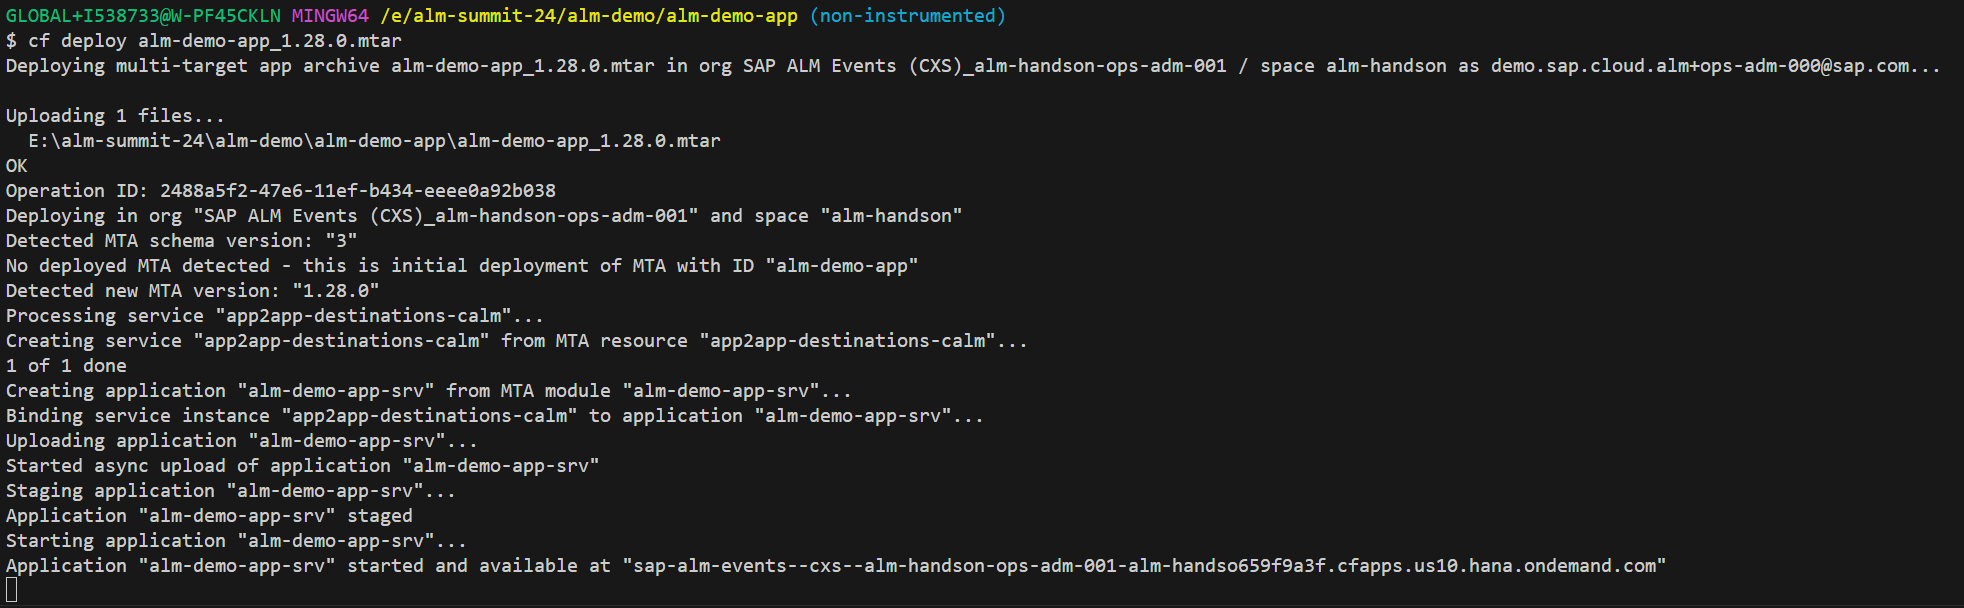 GLOBAL+I538733@W-PF45CKLN MINGW64 /e/alm-summit-24/alm-demo/alm-demo-app (non-instrumented)
$ cf deploy alm-demo-app_1.28.0.mtar
Deploying multi-target app archive alm-demo-app_1.28.0.mtar in org SAP ALM Events (CXS)_alm-handson-ops-adm-001 / space alm-handson as demo.sap.cloud.alm+ops-adm-000@sap.com...
Uploading 1 files...
E:\alm-summit-24\alm-demo\alm-demo-app\alm-demo-app_1.28.0.mtar
OK
Operation ID: 2488a5f2-47e6-11ef-b434-eeee0a92b038
Deploying in org "SAP ALM Events (CXS)_alm-handson-ops-adm-001" and space "alm-handson"
Detected MTA schema version: "3"
No deployed MTA detected - this is initial deployment of MTA with ID "alm-demo-app"
Detected new MTA version: "1.28.0"
Processing service "app2app-destinations-calm"...
Creating service "app2app-destinations-calm" from MTA resource "app2app-destinations-calm"...
1 of 1 done
Creating application "alm-demo-app-srv" from MTA module "alm-demo-app-srv"...
Binding service instance "app2app-destinations-calm" to application "alm-demo-app-srv"...
Uploading application "alm-demo-app-srv"...
Started async upload of application "alm-demo-app-srv"
Staging application "alm-demo-app-srv"...
Application "alm-demo-app-srv" staged
Starting application "alm-demo-app-srv"...
Application "alm-demo-app-srv" started and available at "sap-alm-events--cxs--alm-handson-ops-adm-001-alm-handso659f9a3f.cfapps.us10.hana.ondemand.com"